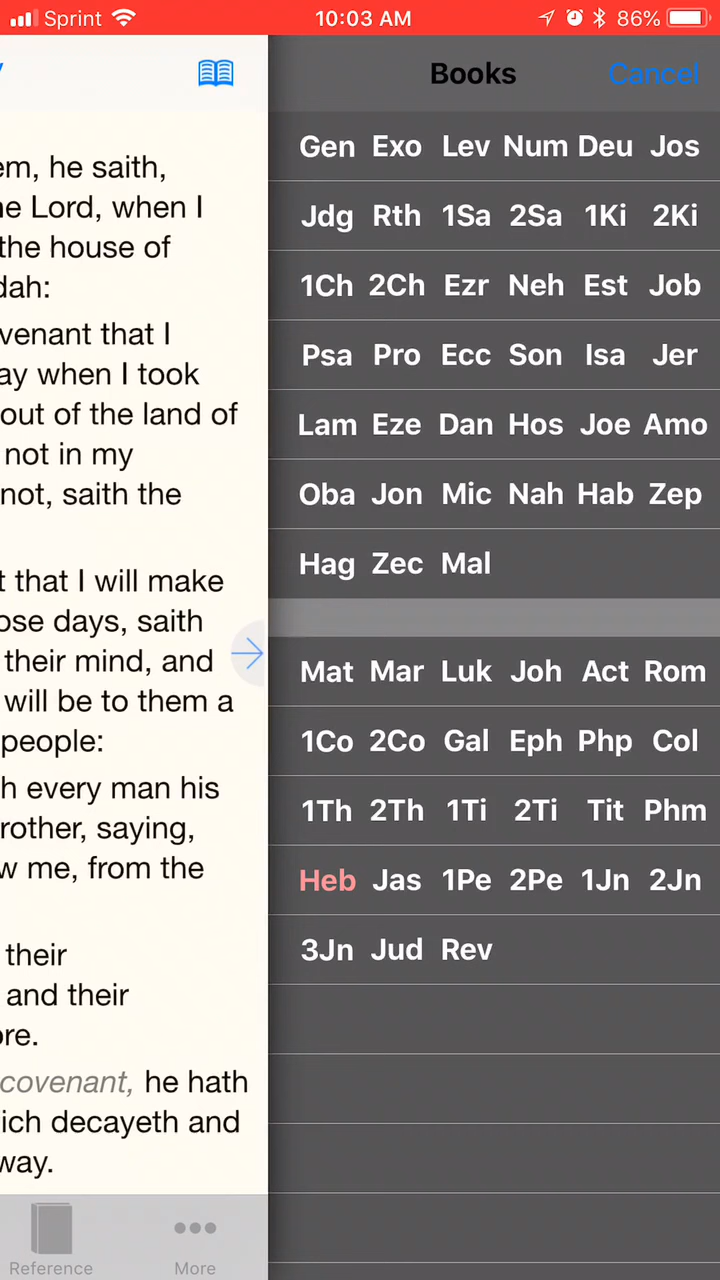 Sprint 10:03 AM 86%
Books Cancel
em, he saith,
e Lord, when I
the house of
dah:
venant that I
ay when I took
out of the land of
not in my
not, saith the
t that I will make
ose days, saith
their mind, and
will be to them a
people:
h every man his
rother, saying,
w me, from the
their
and their
ore.
covenant, he hath
ich decayeth and
way.
Reference More
Gen Exo Lev Num Deu Jos
Jdg Rth 1Sa 2Sa 1Ki 2Ki
1Ch 2Ch Ezr Neh Est Job
Psa Pro Ecc Son Isa Jer
Lam Eze Dan Hos Joe Amo
Oba Jon Mic Nah Hab Zep
Hag Zec Mal
Mat Mar Luk Joh Act Rom
1Co 2Co Gal Eph Php Col
1Th 2Th 1Ti 2Ti Tit Phm
Heb Jas 1Pe 2Pe 1Jn 2Jn
3Jn Jud Rev